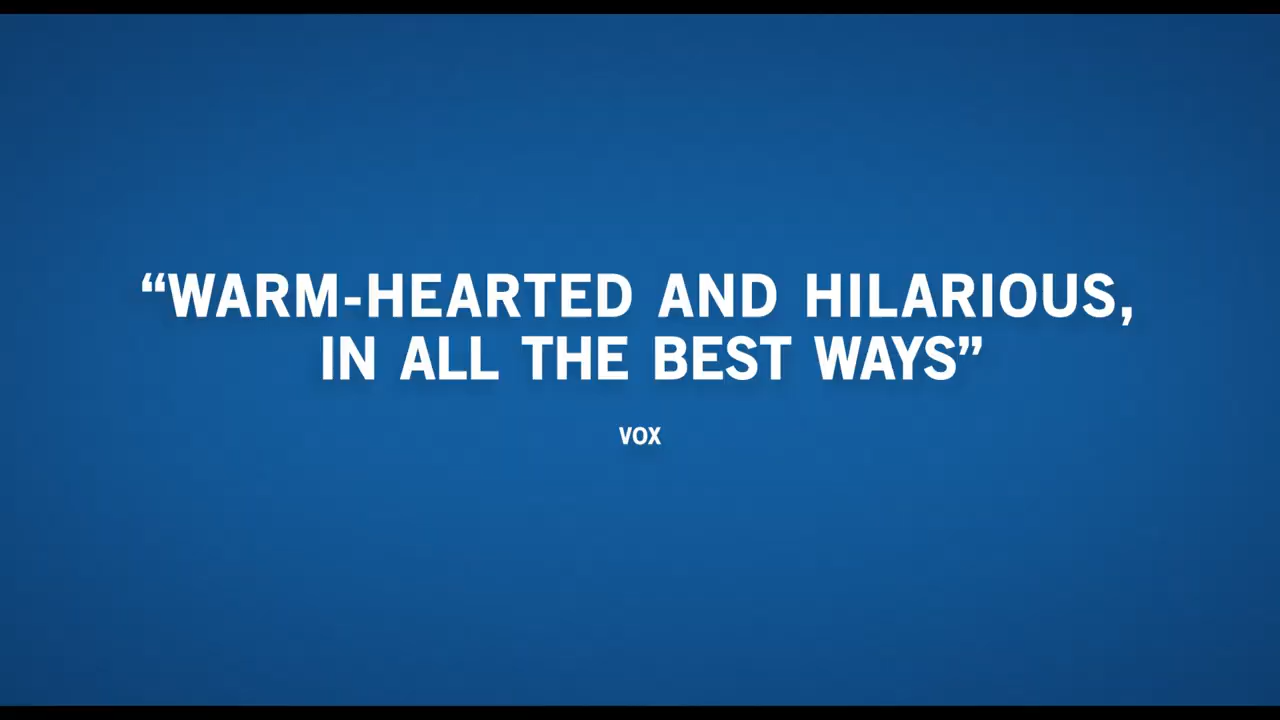 “WARM-HEARTED AND HILARIOUS,
IN ALL THE BEST WAYS”
VOX